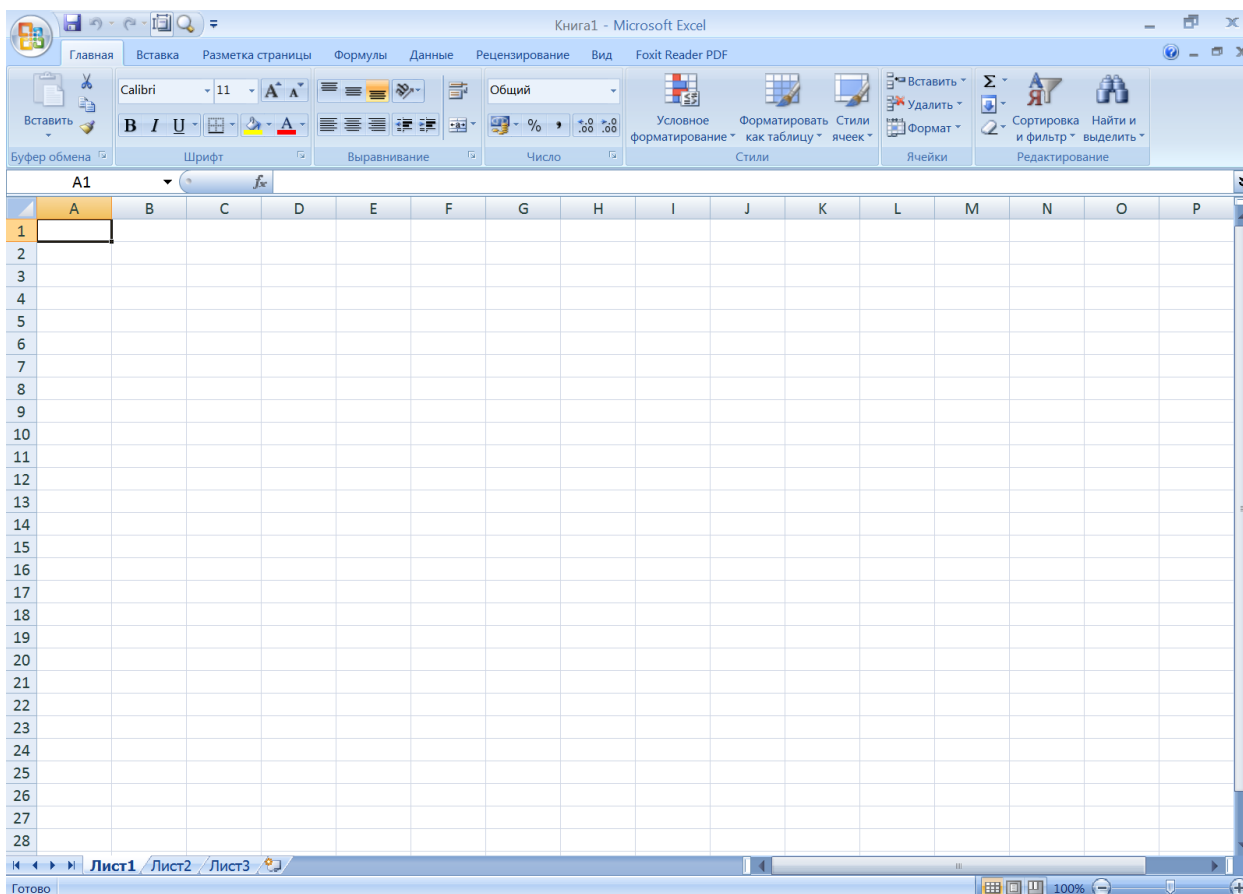 Книга1 - Microsoft Excel
Главная Вставка Разметка страницы Формулы Данные Рецензирование Вид Foxit Reader PDF
Вставить
Буфер обмена
Calibri 11
Ж К Ч
Шрифт
Выравнивание
Общий
% 000
Число
Условное форматирование
Форматировать как таблицу
Стили ячеек
Стили
Вставить
Удалить
Формат
Ячейки
Σ
Сортировка и фильтр
Найти и выделить
Редактирование
A1 fx
A B C D E F G H I J K L M N O P
1
2
3
4
5
6
7
8
9
10
11
12
13
14
15
16
17
18
19
20
21
22
23
24
25
26
27
28
Лист1 Лист2 Лист3
Готово 100%